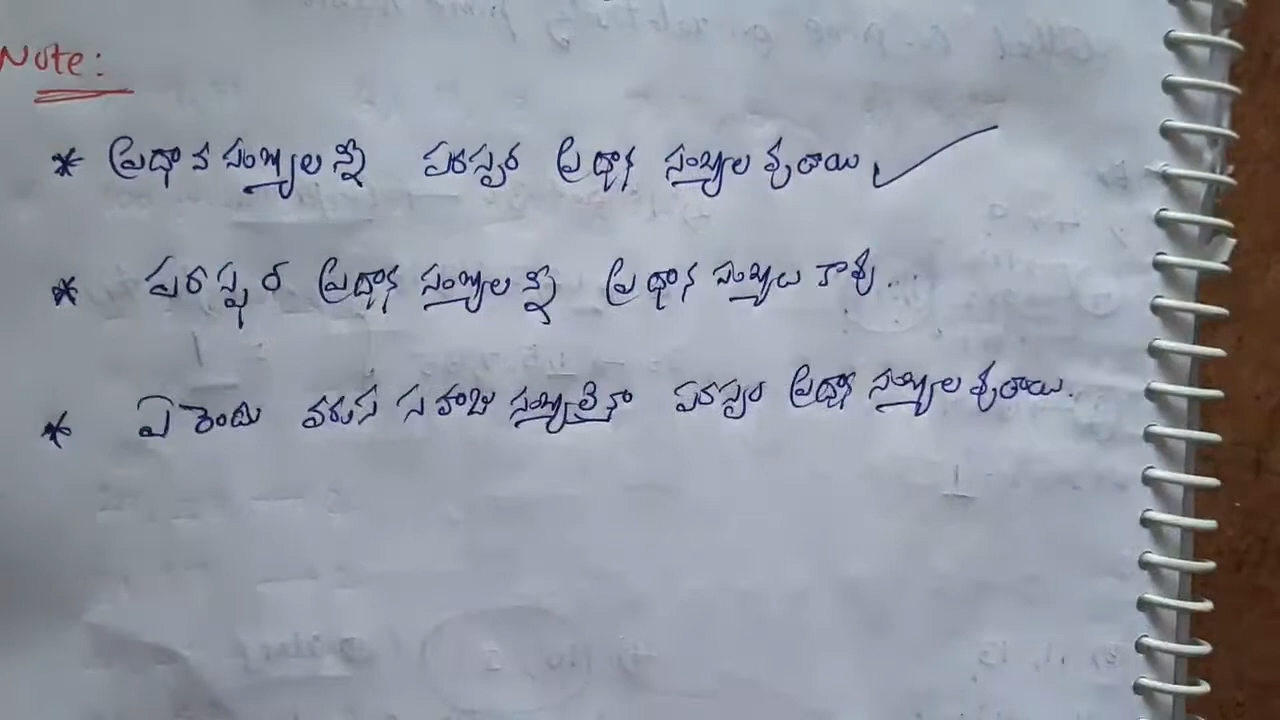 Note:
* ప్రధాన సంఖ్యలన్నీ పరస్పర ప్రధాన సంఖ్యలవుతాయి
* పరస్పర ప్రధాన సంఖ్యలన్నీ ప్రధాన సంఖ్యలు కావు..
* ఏ రెండు వరుస సహజ సంఖ్యలైనా పరస్పర ప్రధాన సంఖ్యలవుతాయి.